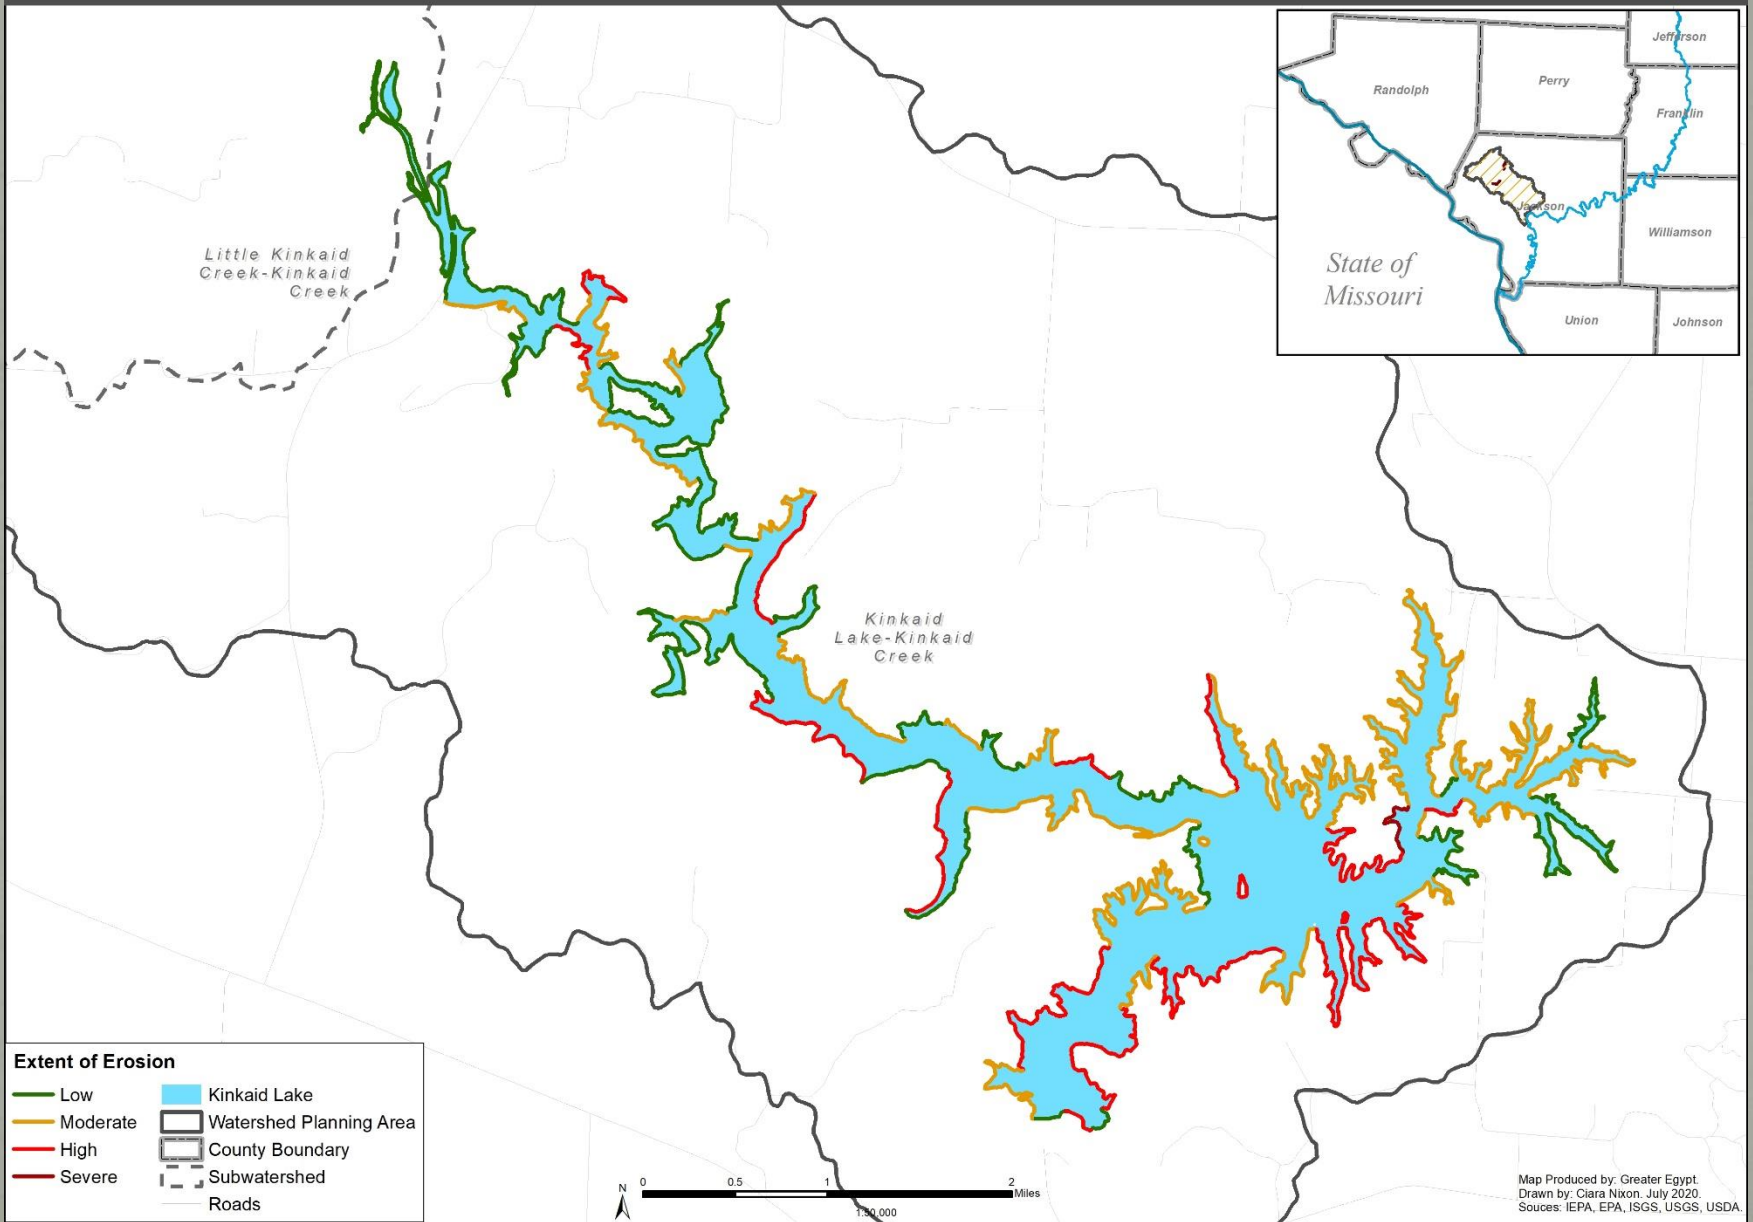 Jefferson
Randolph
Perry
Franklin
Jackson
Williamson
State of
Missouri
Union
Johnson
Little Kinkaid
Creek-Kinkaid
Creek
Kinkaid
Lake-Kinkaid
Creek
Extent of Erosion
Low
Moderate
High
Severe
Kinkaid Lake
Watershed Planning Area
County Boundary
Subwatershed
Roads
N
0 0.5 1 2
Miles
1:50,000
Map Produced by: Greater Egypt.
Drawn by: Ciara Nixon. July 2020.
Souces: IEPA, EPA, ISGS, USGS, USDA.